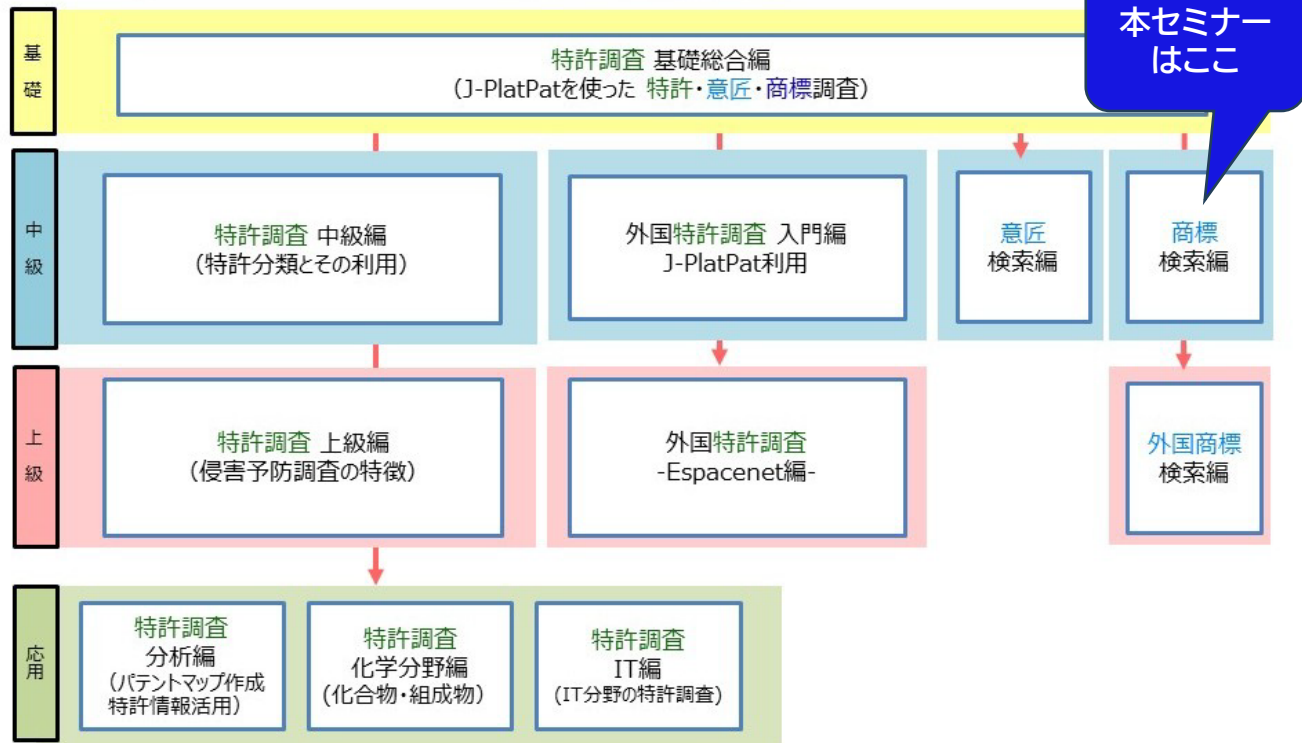 本セミナー
はここ
基
礎
特許調査 基礎総合編
(J-PlatPatを使った 特許・意匠・商標調査)
中
級
特許調査 中級編
(特許分類とその利用)
外国特許調査 入門編
J-PlatPat利用
意匠
検索編
商標
検索編
上
級
特許調査 上級編
(侵害予防調査の特徴)
外国特許調査
-Espacenet編-
外国商標
検索編
応
用
特許調査
分析編
(パテントマップ作成
特許情報活用)
特許調査
化学分野編
(化合物・組成物)
特許調査
IT編
(IT分野の特許調査)